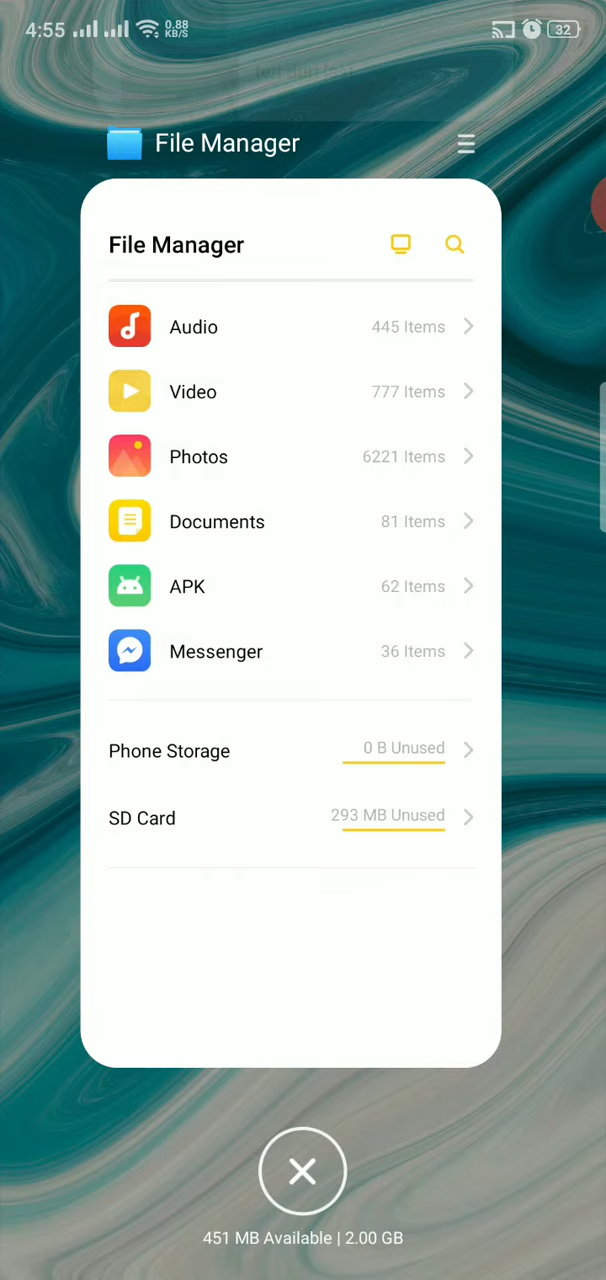 4:55 0.88 KB/S 32
File Manager
File Manager
Audio 445 Items
Video 777 Items
Photos 6221 Items
Documents 81 Items
APK 62 Items
Messenger 36 Items
Phone Storage 0 B Unused
SD Card 293 MB Unused
451 MB Available | 2.00 GB